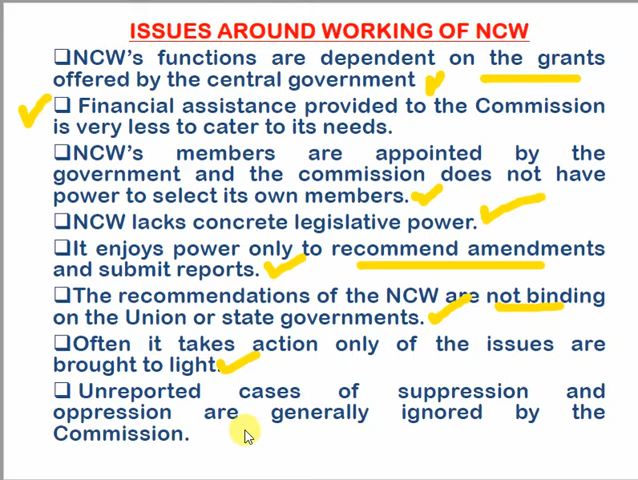 ISSUES AROUND WORKING OF NCW
❑NCW's functions are dependent on the grants
offered by the central government
❑ Financial assistance provided to the Commission
is very less to cater to its needs.
❑NCW's members are appointed by the
government and the commission does not have
power to select its own members.
❑NCW lacks concrete legislative power.
❑It enjoys power only to recommend amendments
and submit reports.
❑The recommendations of the NCW are not binding
on the Union or state governments.
❑Often it takes action only of the issues are
brought to light.
❑ Unreported cases of suppression and
oppression are generally ignored by the
Commission.